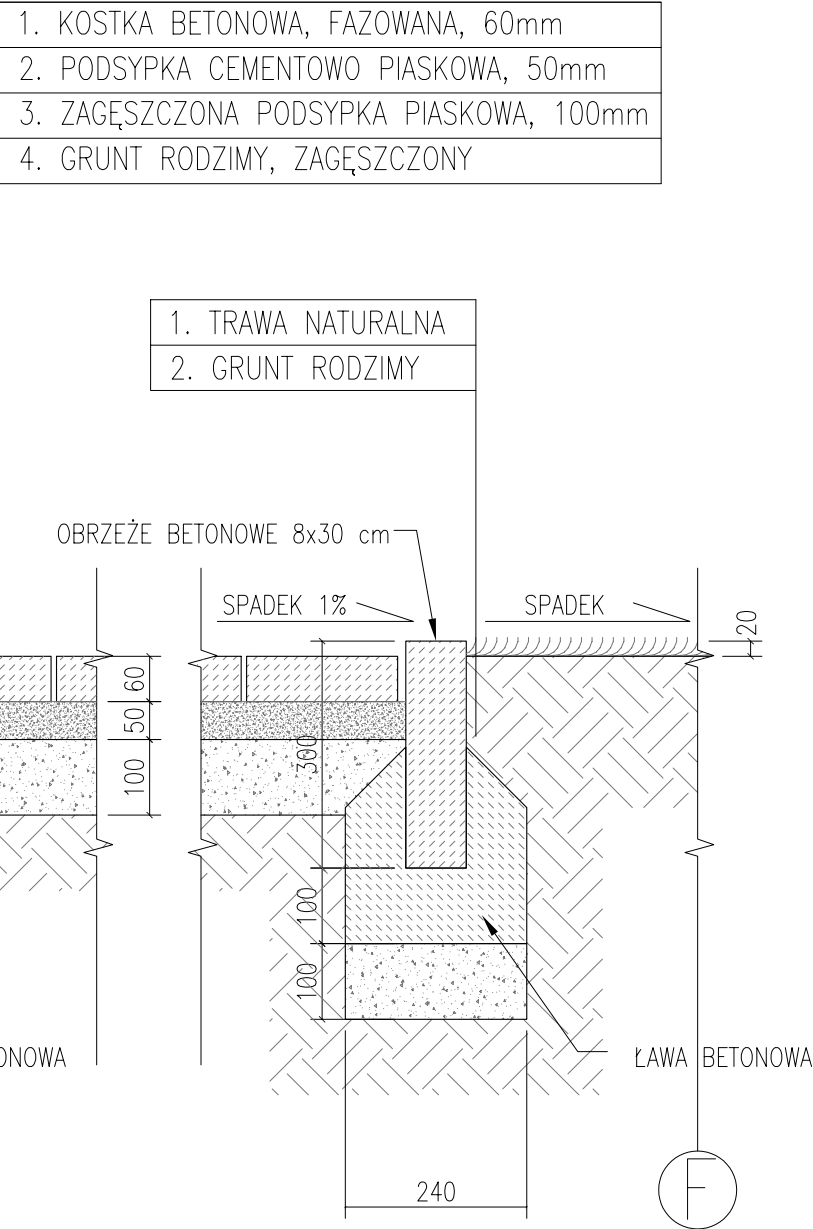 1. KOSTKA BETONOWA, FAZOWANA, 60mm
2. PODSYPKA CEMENTOWO PIASKOWA, 50mm
3. ZAGĘSZCZONA PODSYPKA PIASKOWA, 100mm
4. GRUNT RODZIMY, ZAGĘSZCZONY
1. TRAWA NATURALNA
2. GRUNT RODZIMY
OBRZEŻE BETONOWE 8x30 cm
SPADEK 1%
SPADEK
20
60
50
100
300
100
100
ONOWA
ŁAWA BETONOWA
240
F